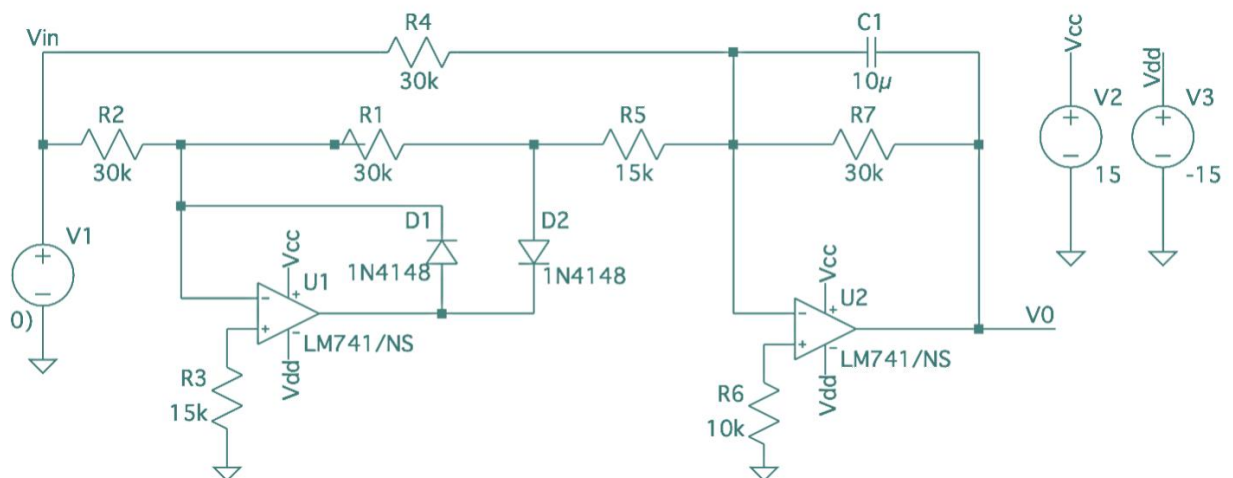 Vin
R4
30k
C1
10µ
Vcc
V2
15
Vdd
V3
-15
R2
30k
R1
30k
R5
15k
R7
30k
V1
0)
D1
1N4148
D2
1N4148
Vcc
U1
LM741/NS
Vdd
R3
15k
Vcc
U2
LM741/NS
Vdd
R6
10k
V0